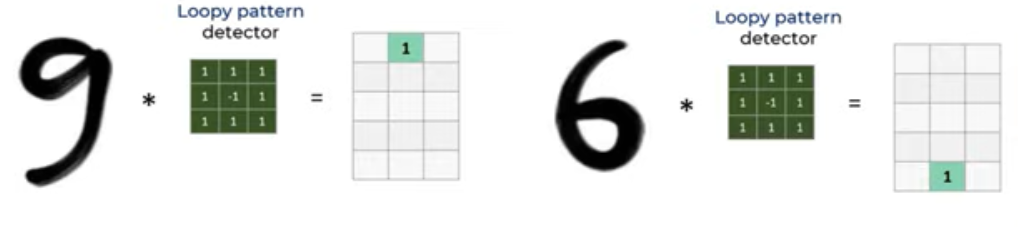 Loopy pattern
detector
9 * 
1 1 1
1 -1 1
1 1 1
=
1
Loopy pattern
detector
6 *
1 1 1
1 -1 1
1 1 1
=
1